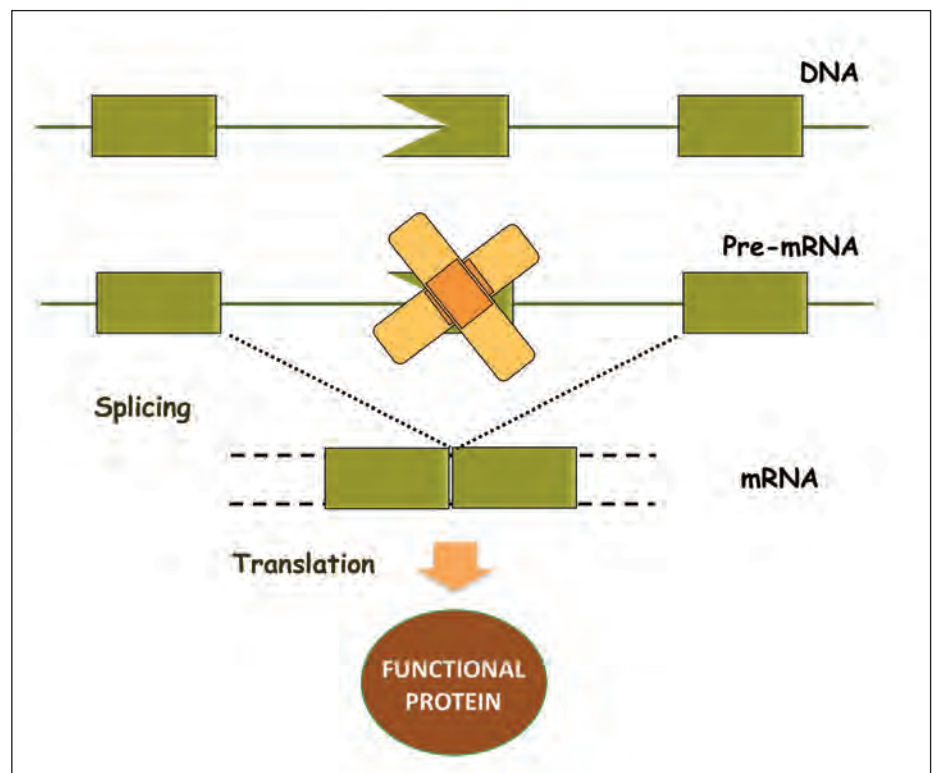 DNA
Pre-mRNA
Splicing
mRNA
Translation
FUNCTIONAL
PROTEIN